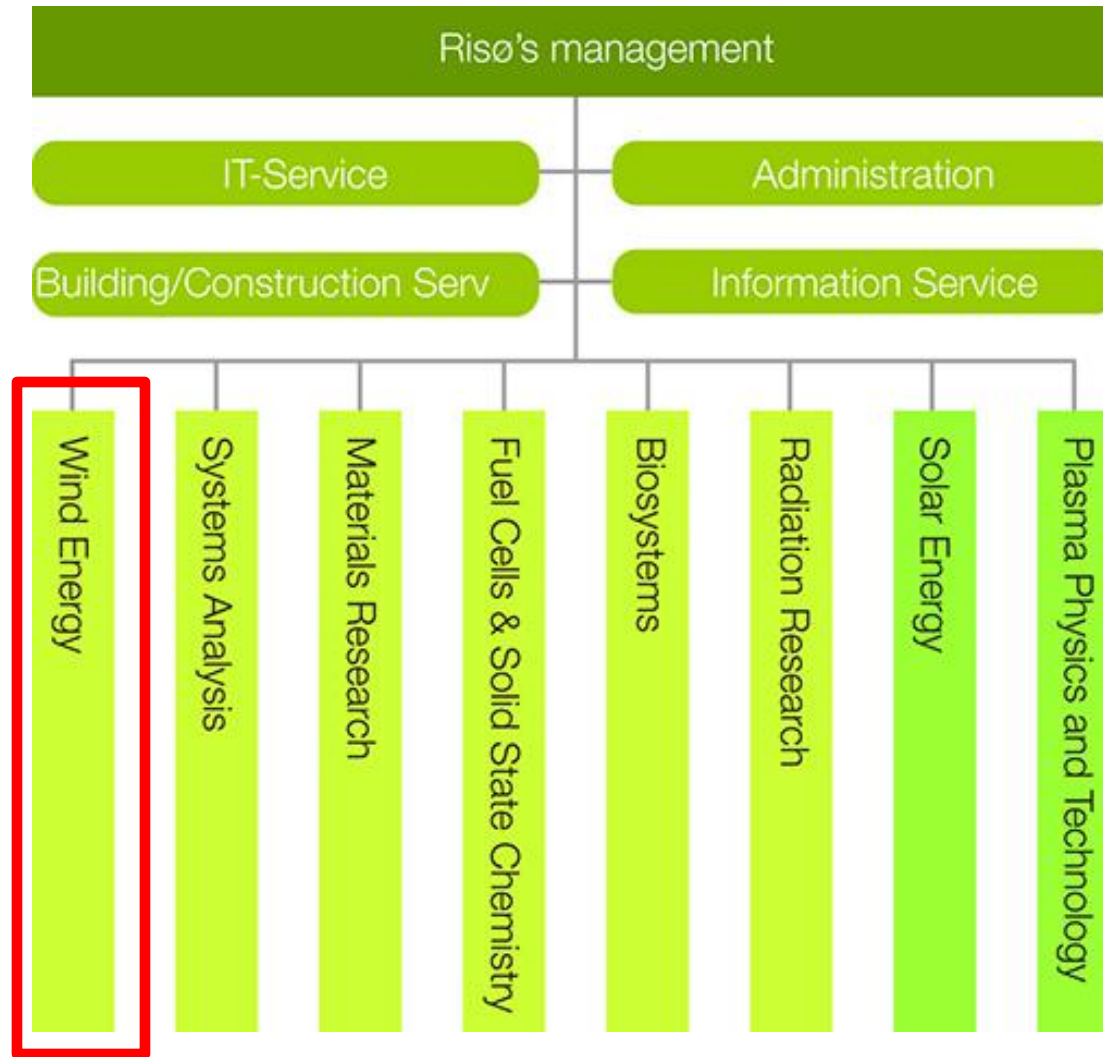 Risø's management
IT-Service
Administration
Building/Construction Serv
Information Service
Wind Energy
Systems Analysis
Materials Research
Fuel Cells & Solid State Chemistry
Biosystems
Radiation Research
Solar Energy
Plasma Physics and Technology